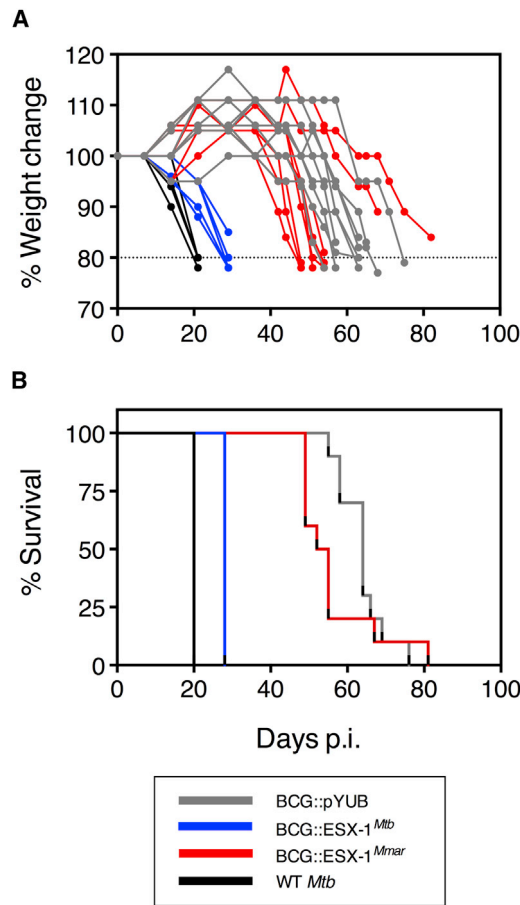 A
% Weight change
120
110
100
90
80
70
0 20 40 60 80 100
B
% Survival
100
75
50
25
0
0 20 40 60 80 100
Days p.i.
BCG::pYUB
BCG::ESX-1Mtb
BCG::ESX-1Mmar
WT Mtb